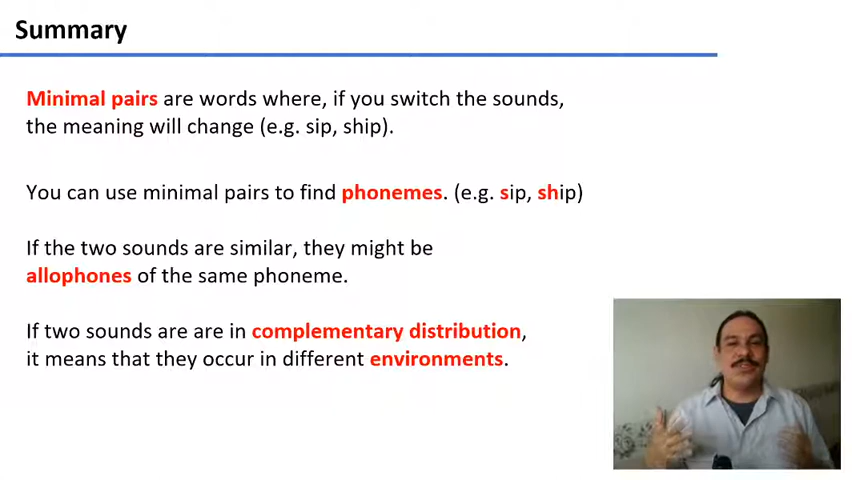 Summary
Minimal pairs are words where, if you switch the sounds,
the meaning will change (e.g. sip, ship).
You can use minimal pairs to find phonemes. (e.g. sip, ship)
If the two sounds are similar, they might be
allophones of the same phoneme.
If two sounds are are in complementary distribution,
it means that they occur in different environments.